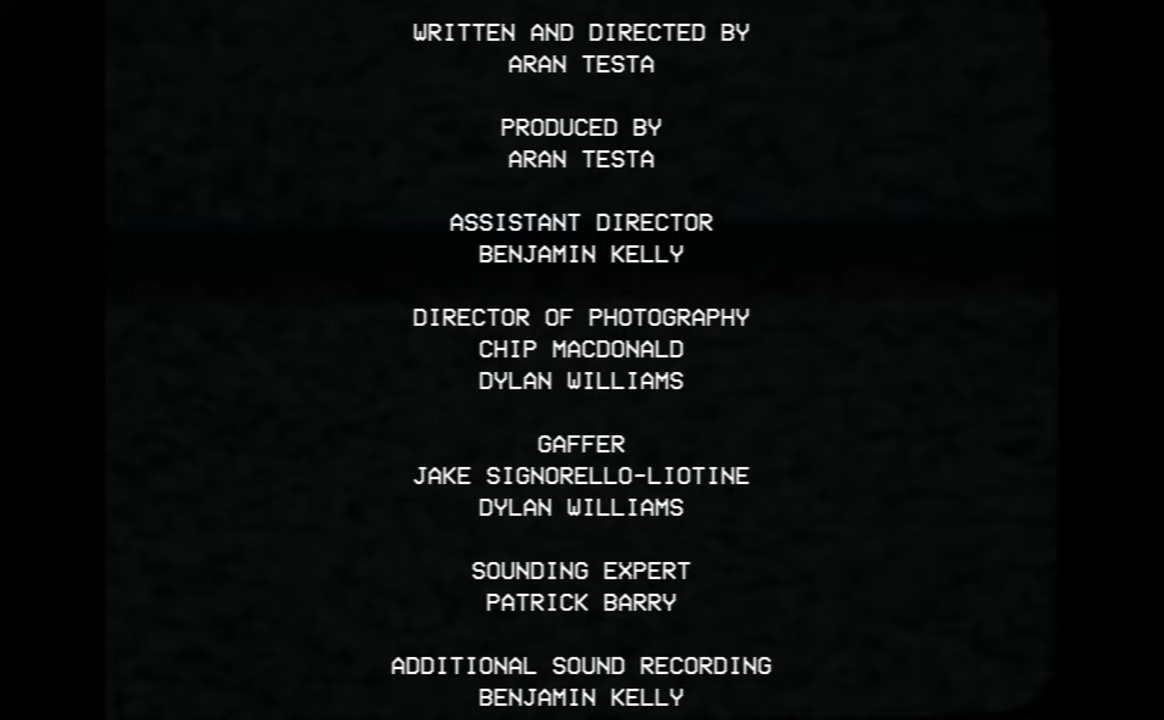 WRITTEN AND DIRECTED BY
ARAN TESTA
PRODUCED BY
ARAN TESTA
ASSISTANT DIRECTOR
BENJAMIN KELLY
DIRECTOR OF PHOTOGRAPHY
CHIP MACDONALD
DYLAN WILLIAMS
GAFFER
JAKE SIGNORELLO-LIOTINE
DYLAN WILLIAMS
SOUNDING EXPERT
PATRICK BARRY
ADDITIONAL SOUND RECORDING
BENJAMIN KELLY